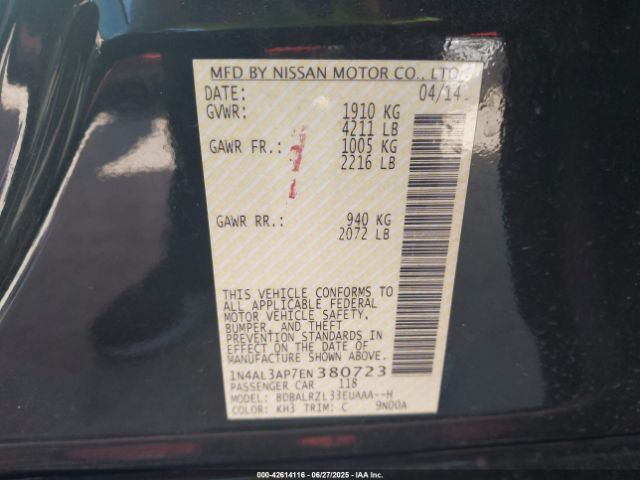 MFD BY NISSAN MOTOR CO., LTD.
DATE: 04/14
GVWR: 1910 KG
4211 LB
GAWR FR.: 1005 KG
2216 LB
GAWR RR.: 940 KG
2072 LB
THIS VEHICLE CONFORMS TO
ALL APPLICABLE FEDERAL
MOTOR VEHICLE SAFETY,
BUMPER, AND THEFT
PREVENTION STANDARDS IN EFFECT
ON THE DATE OF
MANUFACTURE SHOWN ABOVE.
1N4AL3AP7EN380723
PASSENGER CAR 118
MODEL: BDBALRZL33EUAAA--H
COLOR: KH3 TRIM: C 9N00A
000-42614116 - 06/27/2025 - IAAI.COM